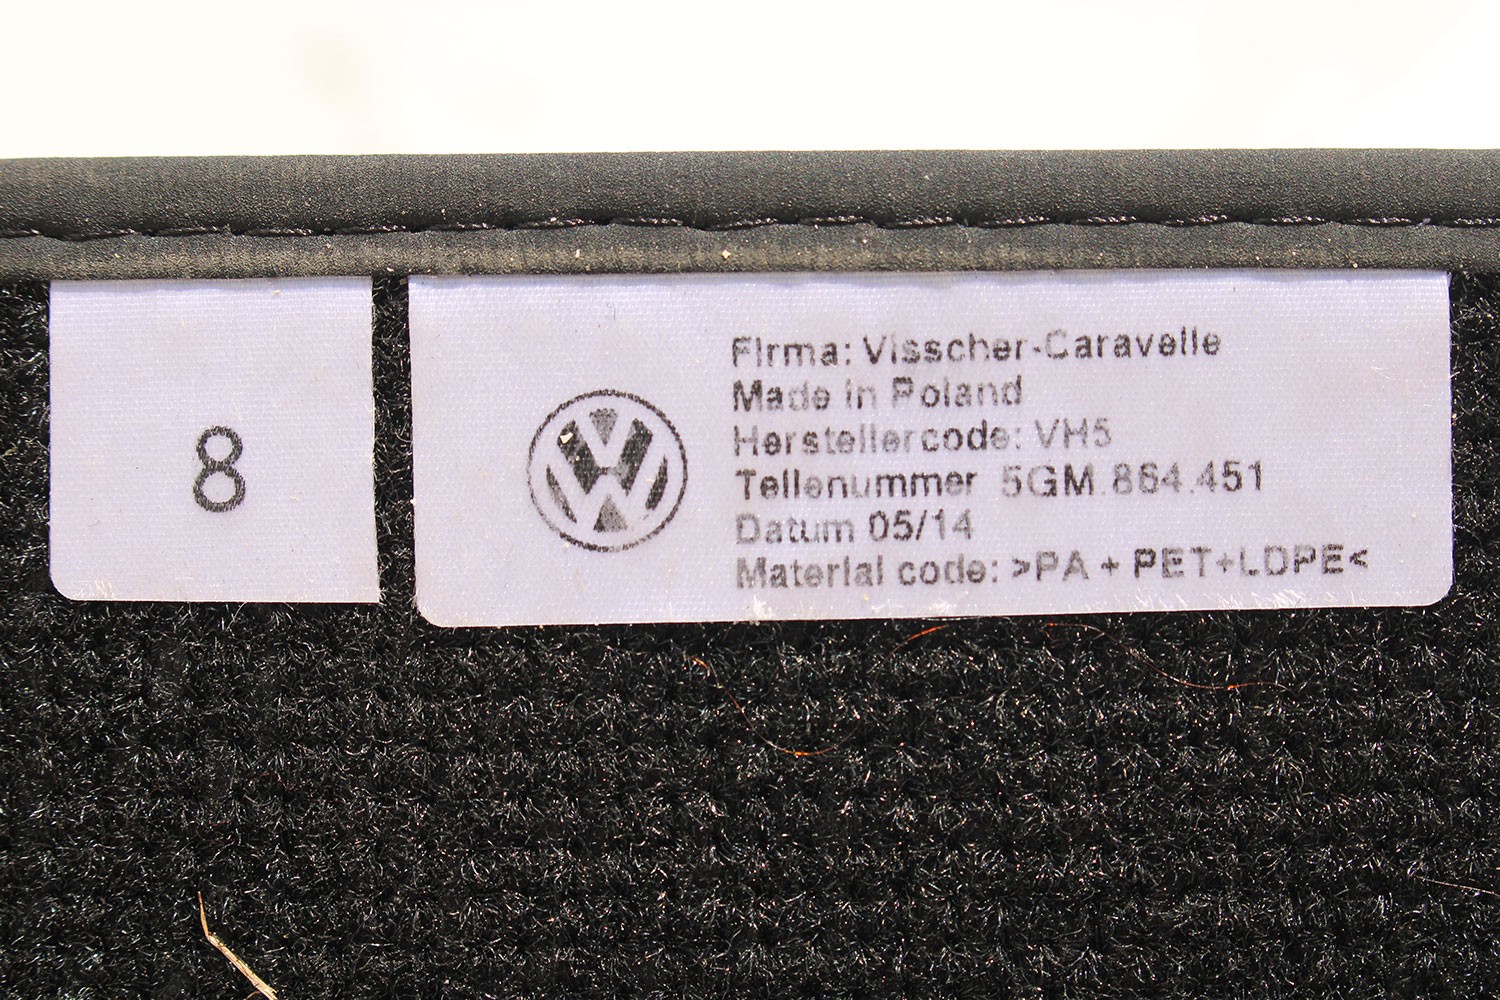 8
Firma: Visscher-Caravelle
Made in Poland
Herstellercode: VH5
Teilenummer 5GM.864.451
Datum 05/14
Material code: >PA + PET+LDPE<